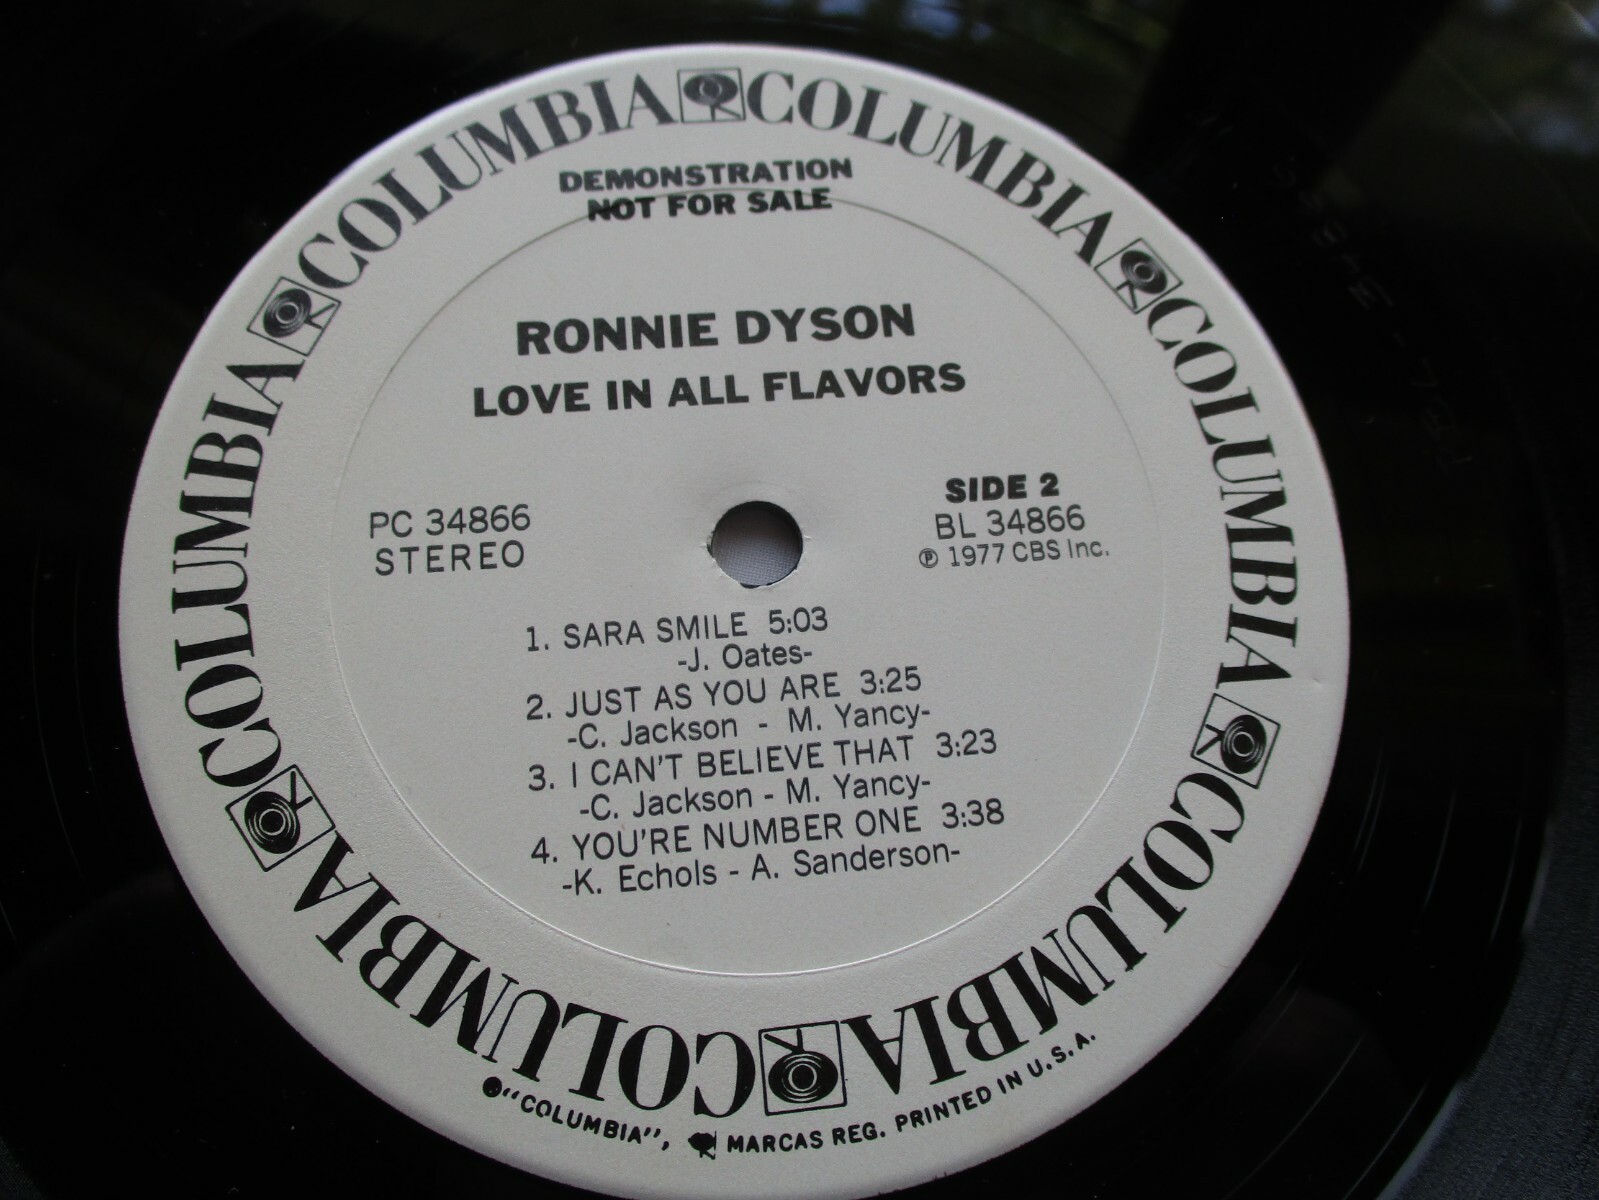 COLUMBIA COLUMBIA COLUMBIA COLUMBIA COLUMBIA COLUMBIA COLUMBIA
DEMONSTRATION
NOT FOR SALE
RONNIE DYSON
LOVE IN ALL FLAVORS
PC 34866
STEREO
SIDE 2
BL 34866
Ⓟ 1977 CBS Inc.
1. SARA SMILE 5:03
-J. Oates-
2. JUST AS YOU ARE 3:25
-C. Jackson - M. Yancy-
3. I CAN'T BELIEVE THAT 3:23
-C. Jackson - M. Yancy-
4. YOU'RE NUMBER ONE 3:38
-K. Echols - A. Sanderson-
"COLUMBIA", MARCAS REG. PRINTED IN U.S.A.